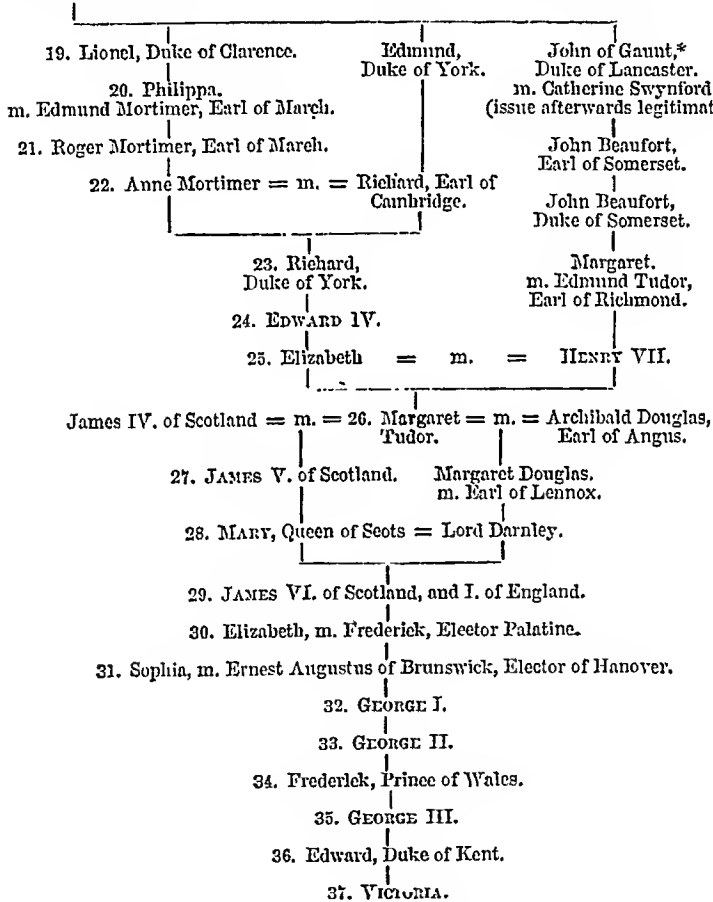 19. Lionel, Duke of Clarence.
Edmund,
Duke of York.
John of Gaunt,*
Duke of Lancaster.
m. Catherine Swynford
(issue afterwards legitimat
20. Philippa.
m. Edmund Mortimer, Earl of March.
21. Roger Mortimer, Earl of March.
John Beaufort,
Earl of Somerset.
22. Anne Mortimer = m. = Richard, Earl of
Cambridge.
John Beaufort,
Duke of Somerset.
23. Richard,
Duke of York.
Margaret.
m. Edmund Tudor,
Earl of Richmond.
24. EDWARD IV.
25. Elizabeth = m. = HENRY VII.
James IV. of Scotland = m. = 26. Margaret = m. = Archibald Douglas,
Tudor. Earl of Angus.
27. JAMES V. of Scotland.
Margaret Douglas.
m. Earl of Lennox.
28. MARY, Queen of Scots = Lord Darnley.
29. JAMES VI. of Scotland, and I. of England.
30. Elizabeth, m. Frederick, Elector Palatine.
31. Sophia, m. Ernest Augustus of Brunswick, Elector of Hanover.
32. GEORGE I.
33. GEORGE II.
34. Frederick, Prince of Wales.
35. GEORGE III.
36. Edward, Duke of Kent.
37. VICTORIA.